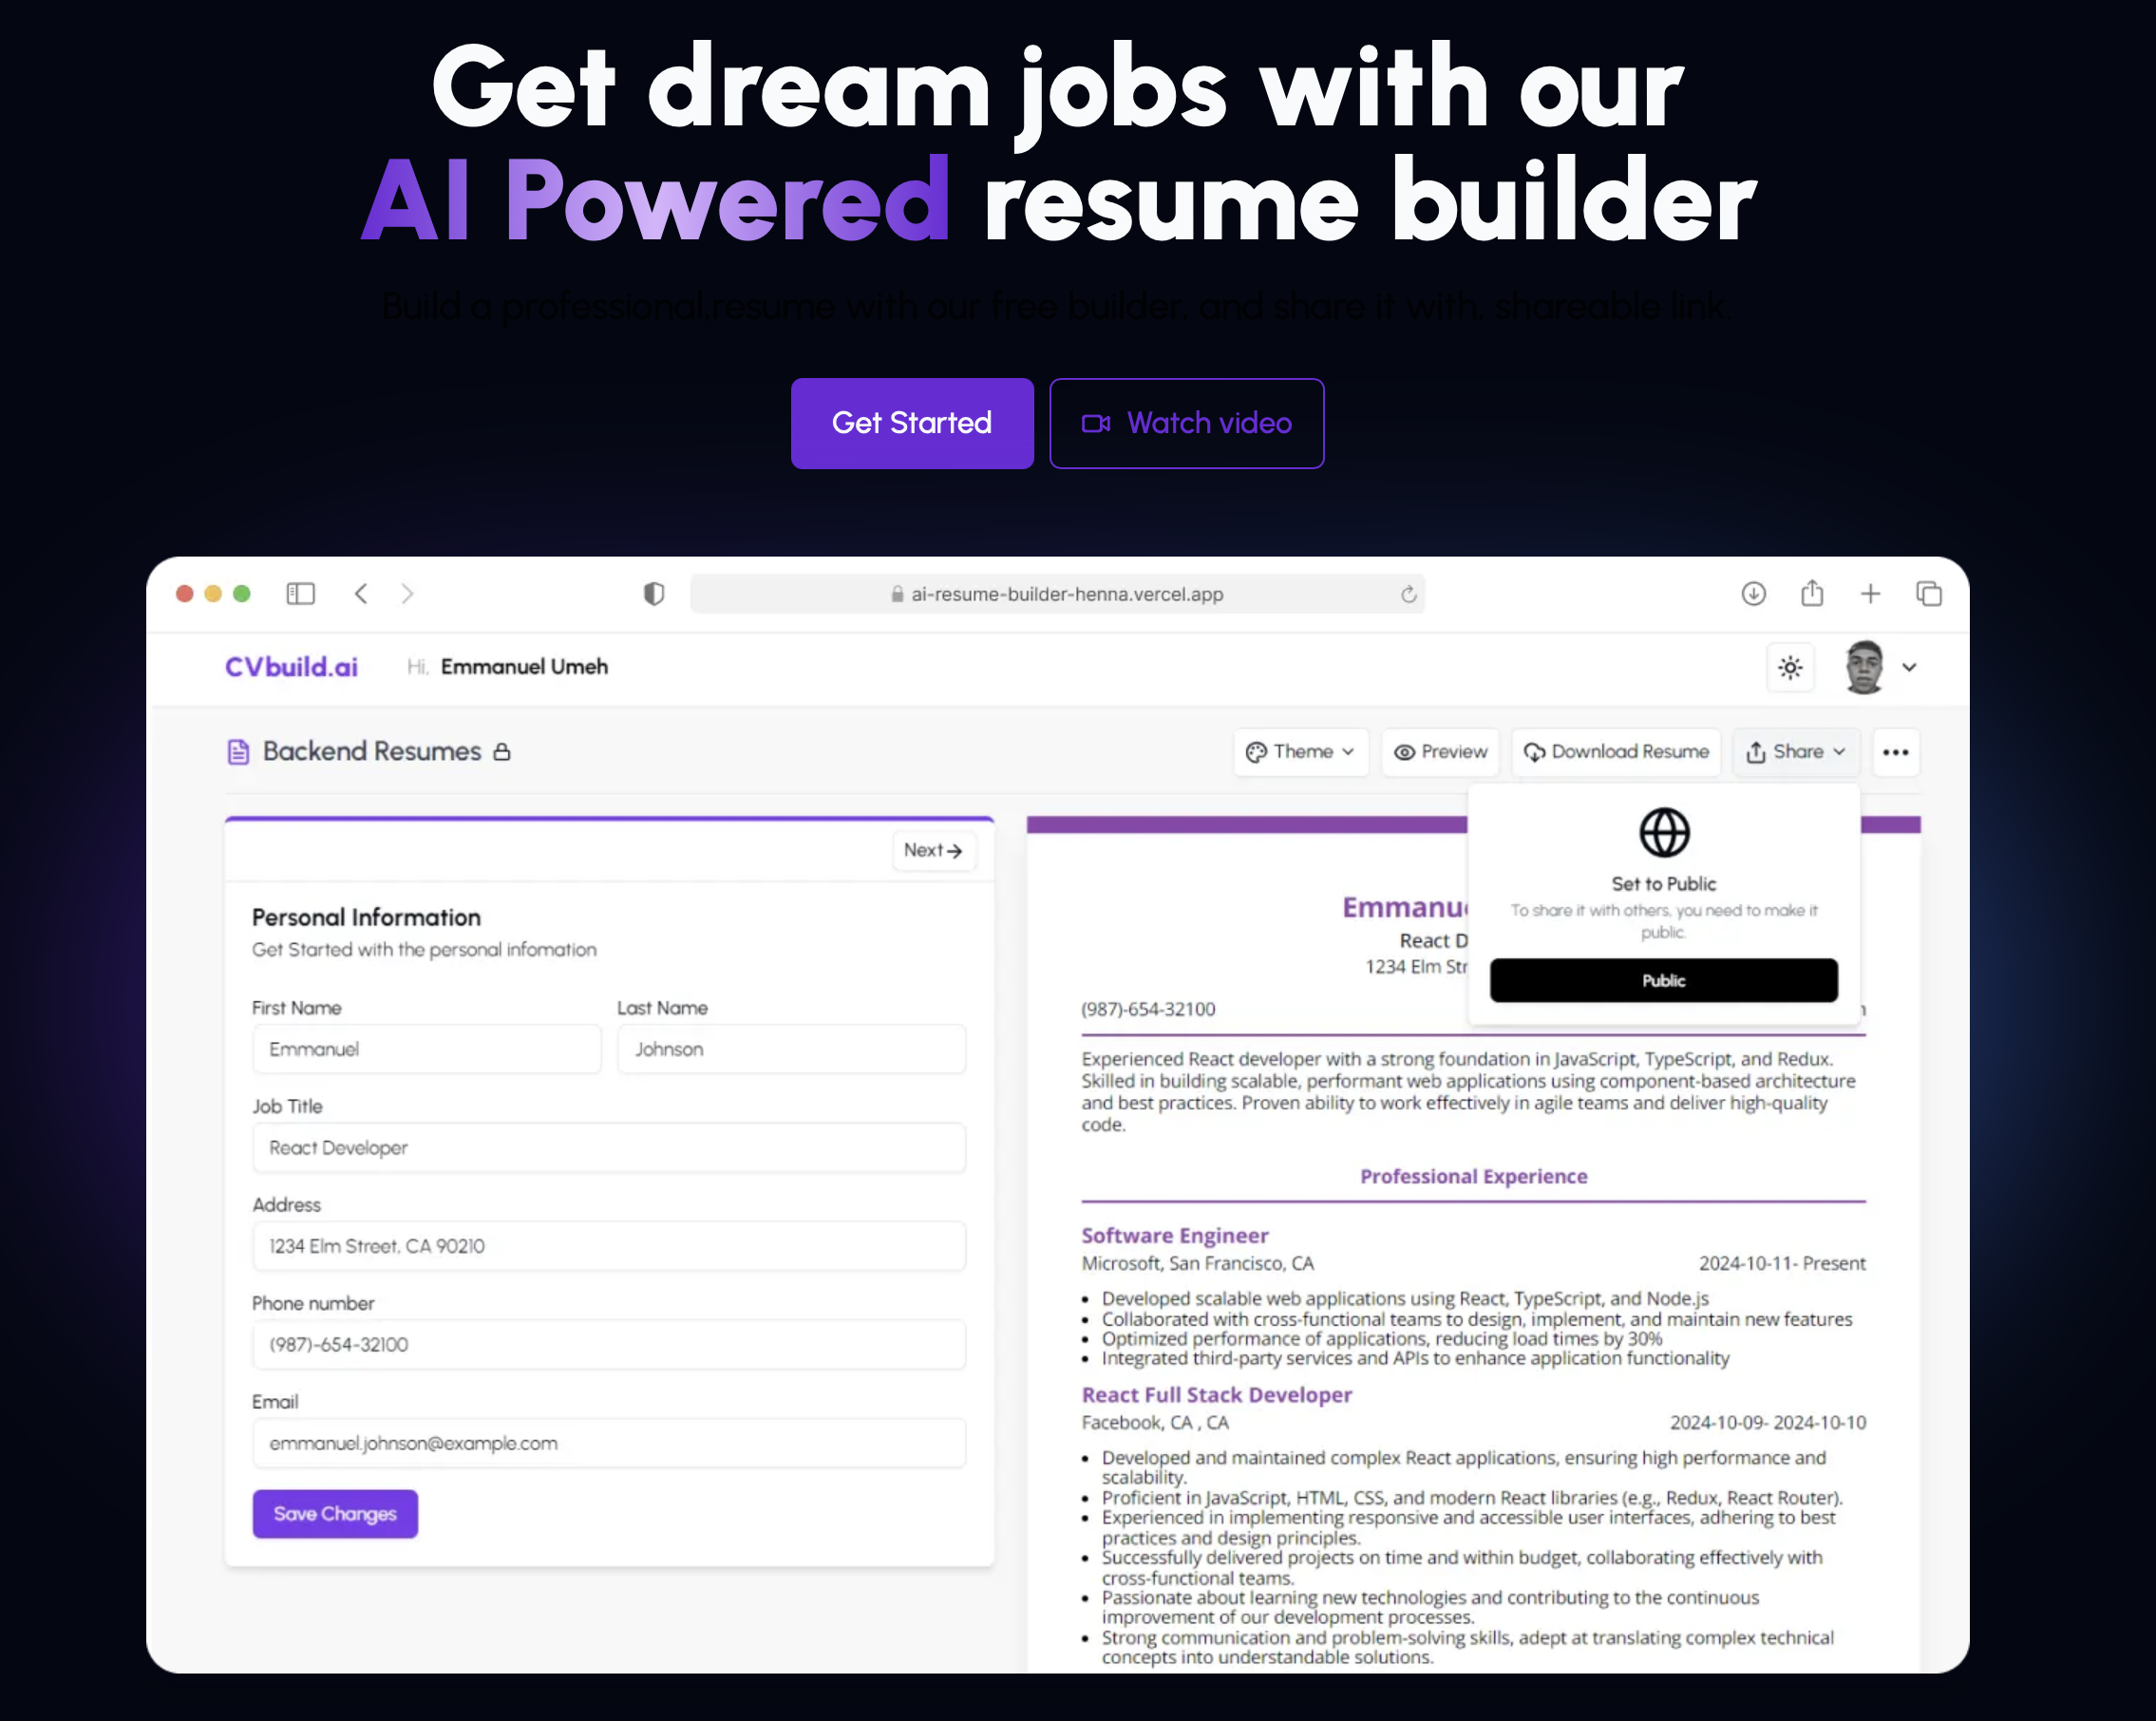 Get dream jobs with our
AI Powered resume builder
Build a professional.resume with our free builder. and share it with. shareable link.
Get Started
Watch video
ai-resume-builder-henna.vercel.app
CVbuild.ai
Hi, Emmanuel Umeh
Backend Resumes
Theme
Preview
Download Resume
Share
Set to Public
To share it with others, you need to make it
public.
Public
Next
Personal Information
Get Started with the personal infomation
First Name
Last Name
Emmanuel
Johnson
Job Title
React Developer
Address
1234 Elm Street, CA 90210
Phone number
(987)-654-32100
Email
emmanuel.johnson@example.com
Save Changes
Emmanu
React D
1234 Elm Str
(987)-654-32100
Experienced React developer with a strong foundation in JavaScript, TypeScript, and Redux.
Skilled in building scalable, performant web applications using component-based architecture
and best practices. Proven ability to work effectively in agile teams and deliver high-quality
code.
Professional Experience
Software Engineer
Microsoft, San Francisco, CA
2024-10-11- Present
• Developed scalable web applications using React, TypeScript, and Node.js
• Collaborated with cross-functional teams to design, implement, and maintain new features
• Optimized performance of applications, reducing load times by 30%
• Integrated third-party services and APIs to enhance application functionality
React Full Stack Developer
Facebook, CA , CA
2024-10-09- 2024-10-10
• Developed and maintained complex React applications, ensuring high performance and
scalability.
• Proficient in JavaScript, HTML, CSS, and modern React libraries (e.g., Redux, React Router).
• Experienced in implementing responsive and accessible user interfaces, adhering to best
practices and design principles.
• Successfully delivered projects on time and within budget, collaborating effectively with
cross-functional teams.
• Passionate about learning new technologies and contributing to the continuous
improvement of our development processes.
• Strong communication and problem-solving skills, adept at translating complex technical
concepts into understandable solutions.